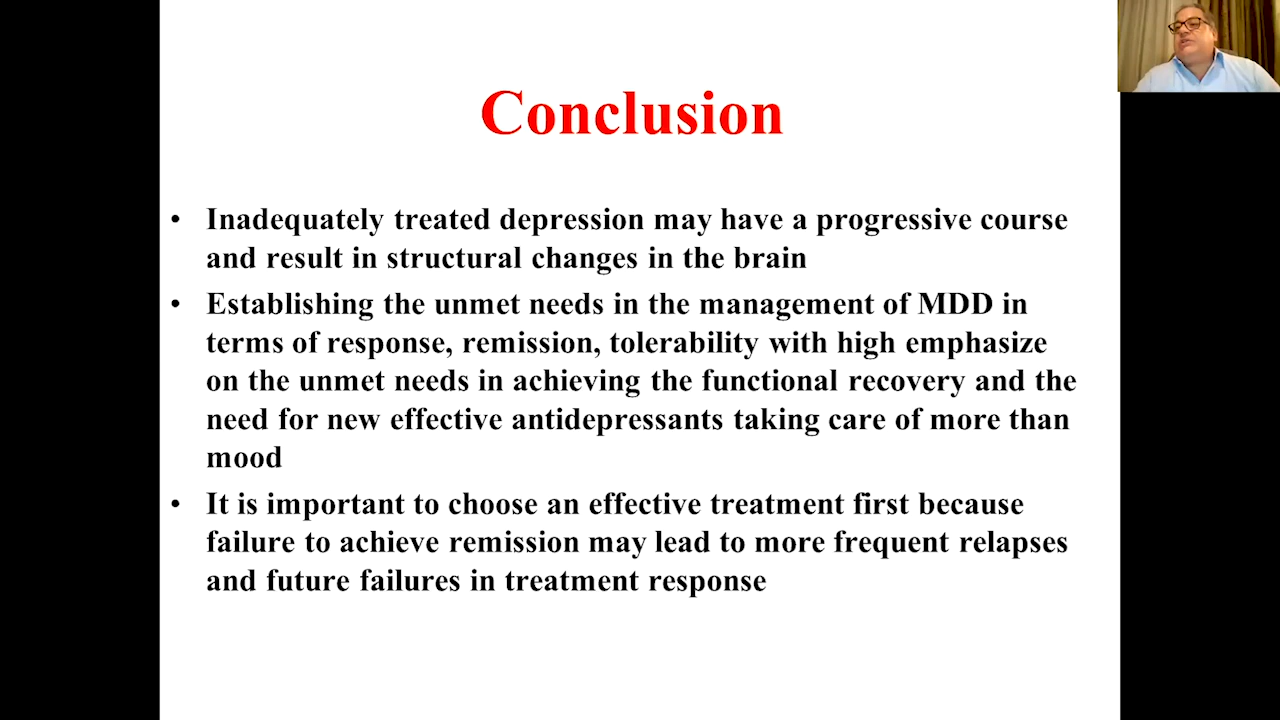 Conclusion
• Inadequately treated depression may have a progressive course
and result in structural changes in the brain
• Establishing the unmet needs in the management of MDD in
terms of response, remission, tolerability with high emphasize
on the unmet needs in achieving the functional recovery and the
need for new effective antidepressants taking care of more than
mood
• It is important to choose an effective treatment first because
failure to achieve remission may lead to more frequent relapses
and future failures in treatment response